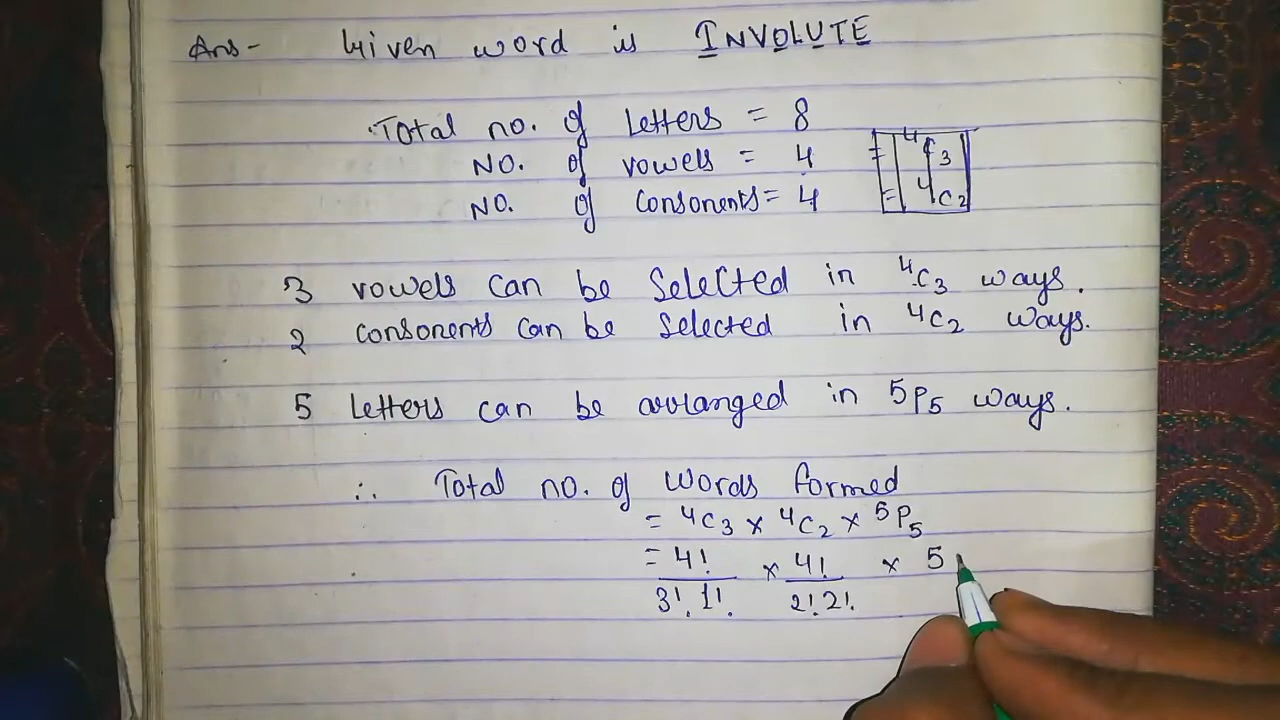 Ans- Given word is INVOLUTE
Total no. of letters = 8
No. of vowels = 4 = ⁴C₃
No. of consonents = 4 = ⁴C₂
3 vowels can be selected in ⁴C₃ ways.
2 consonents can be selected in ⁴C₂ ways.
5 letters can be arranged in 5P₅ ways.
∴ Total no. of words formed
= ⁴C₃ × ⁴C₂ × ⁵P₅
= 4!/3!.1!. × 4!/2!.2!. × 5